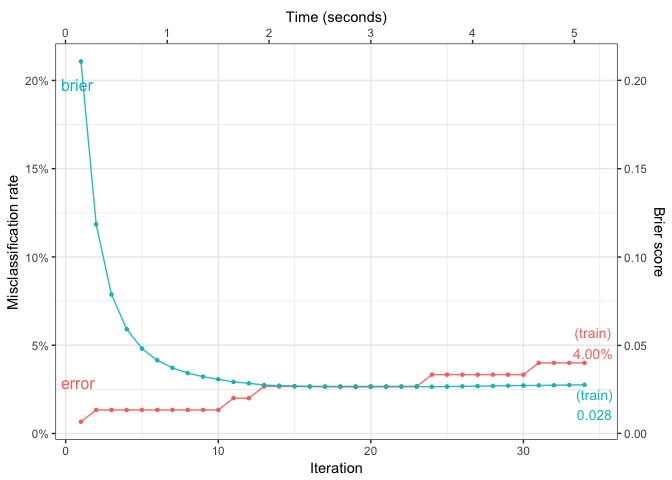 Time (seconds)
0 1 2 3 4 5
20% 0.20
brier
15% 0.15
Misclassification rate
10% 0.10
Brier score
5% 0.05
(train)
4.00%
error
(train)
0.028
0% 0.00
0 10 20 30
Iteration